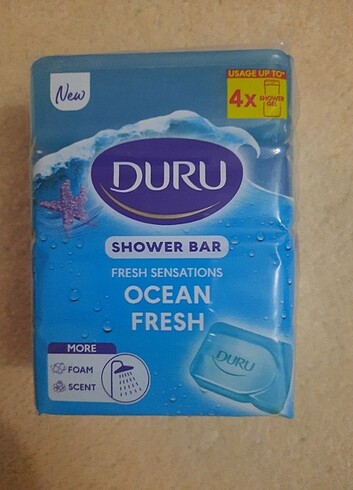 New
USAGE UP TO*
4x SHOWER
GEL
DURU
SHOWER BAR
FRESH SENSATIONS
OCEAN
FRESH
MORE
FOAM
SCENT
DURU